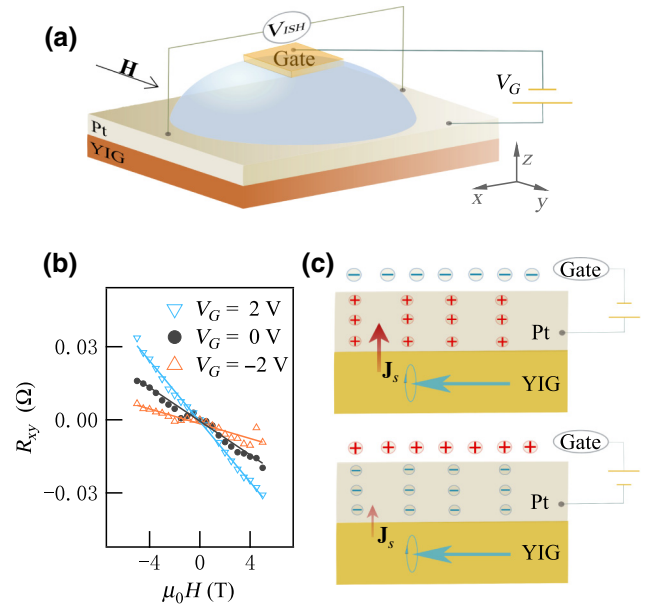 (a)
V_ISH
Gate
H
V_G
Pt
YIG
z
x
y
(b)
V_G = 2 V
V_G = 0 V
V_G = −2 V
0.03
0.00
−0.03
R_xy (Ω)
−4 0 4
μ₀H (T)
(c)
Gate
− − − − − − −
+ + + +
+ + + +
+ + + +
Pt
J_s
YIG
Gate
+ + + + + + +
− − − −
− − − −
− − − −
Pt
J_s
YIG